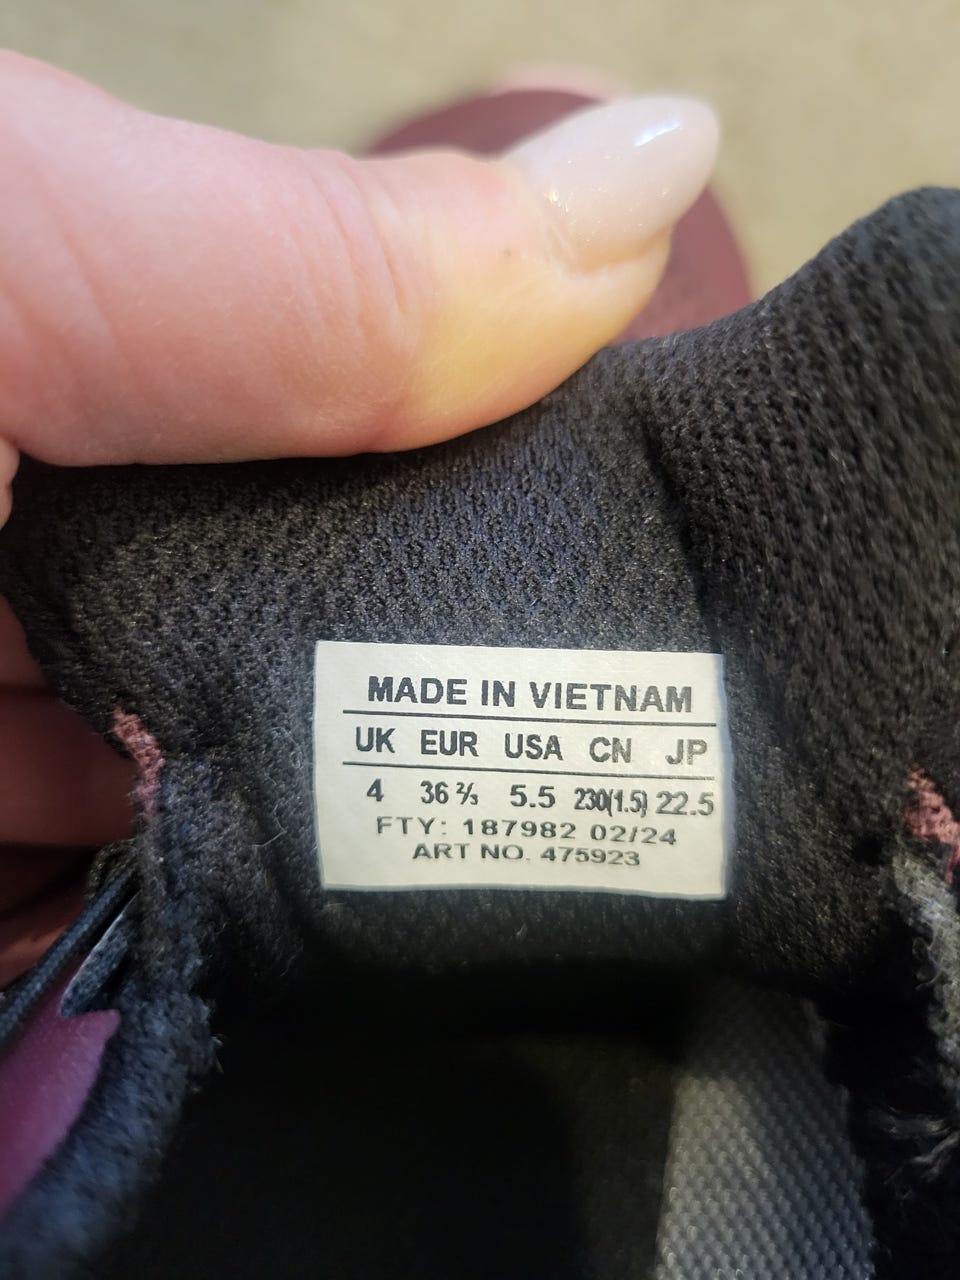 MADE IN VIETNAM
UK EUR USA CN JP
4 36 ⅔ 5.5 230(1.5) 22.5
FTY: 187982 02/24
ART NO. 475923